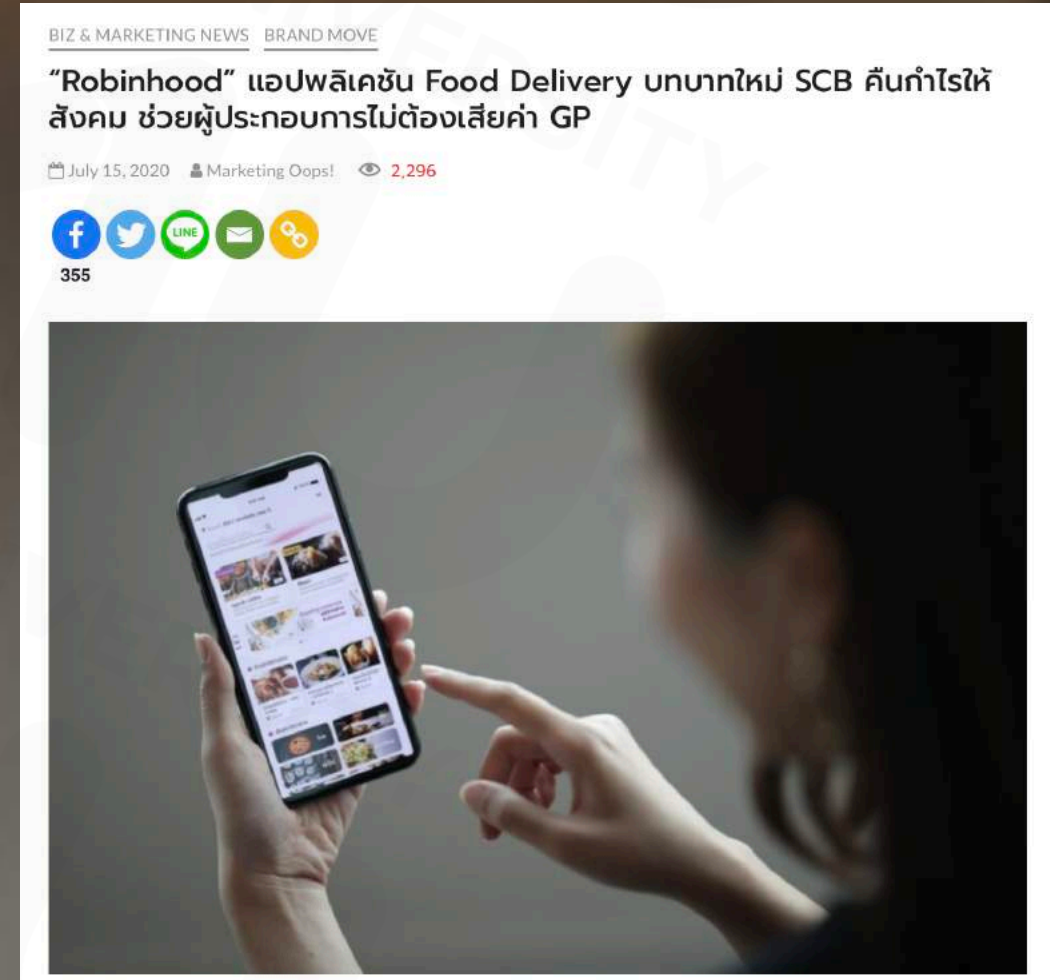 BIZ & MARKETING NEWS BRAND MOVE
“Robinhood” แอปพลิเคชัน Food Delivery บทบาทใหม่ SCB คืนกำไรให้
สังคม ช่วยผู้ประกอบการไม่ต้องเสียค่า GP
July 15, 2020 Marketing Oops! 2,296
LINE
355